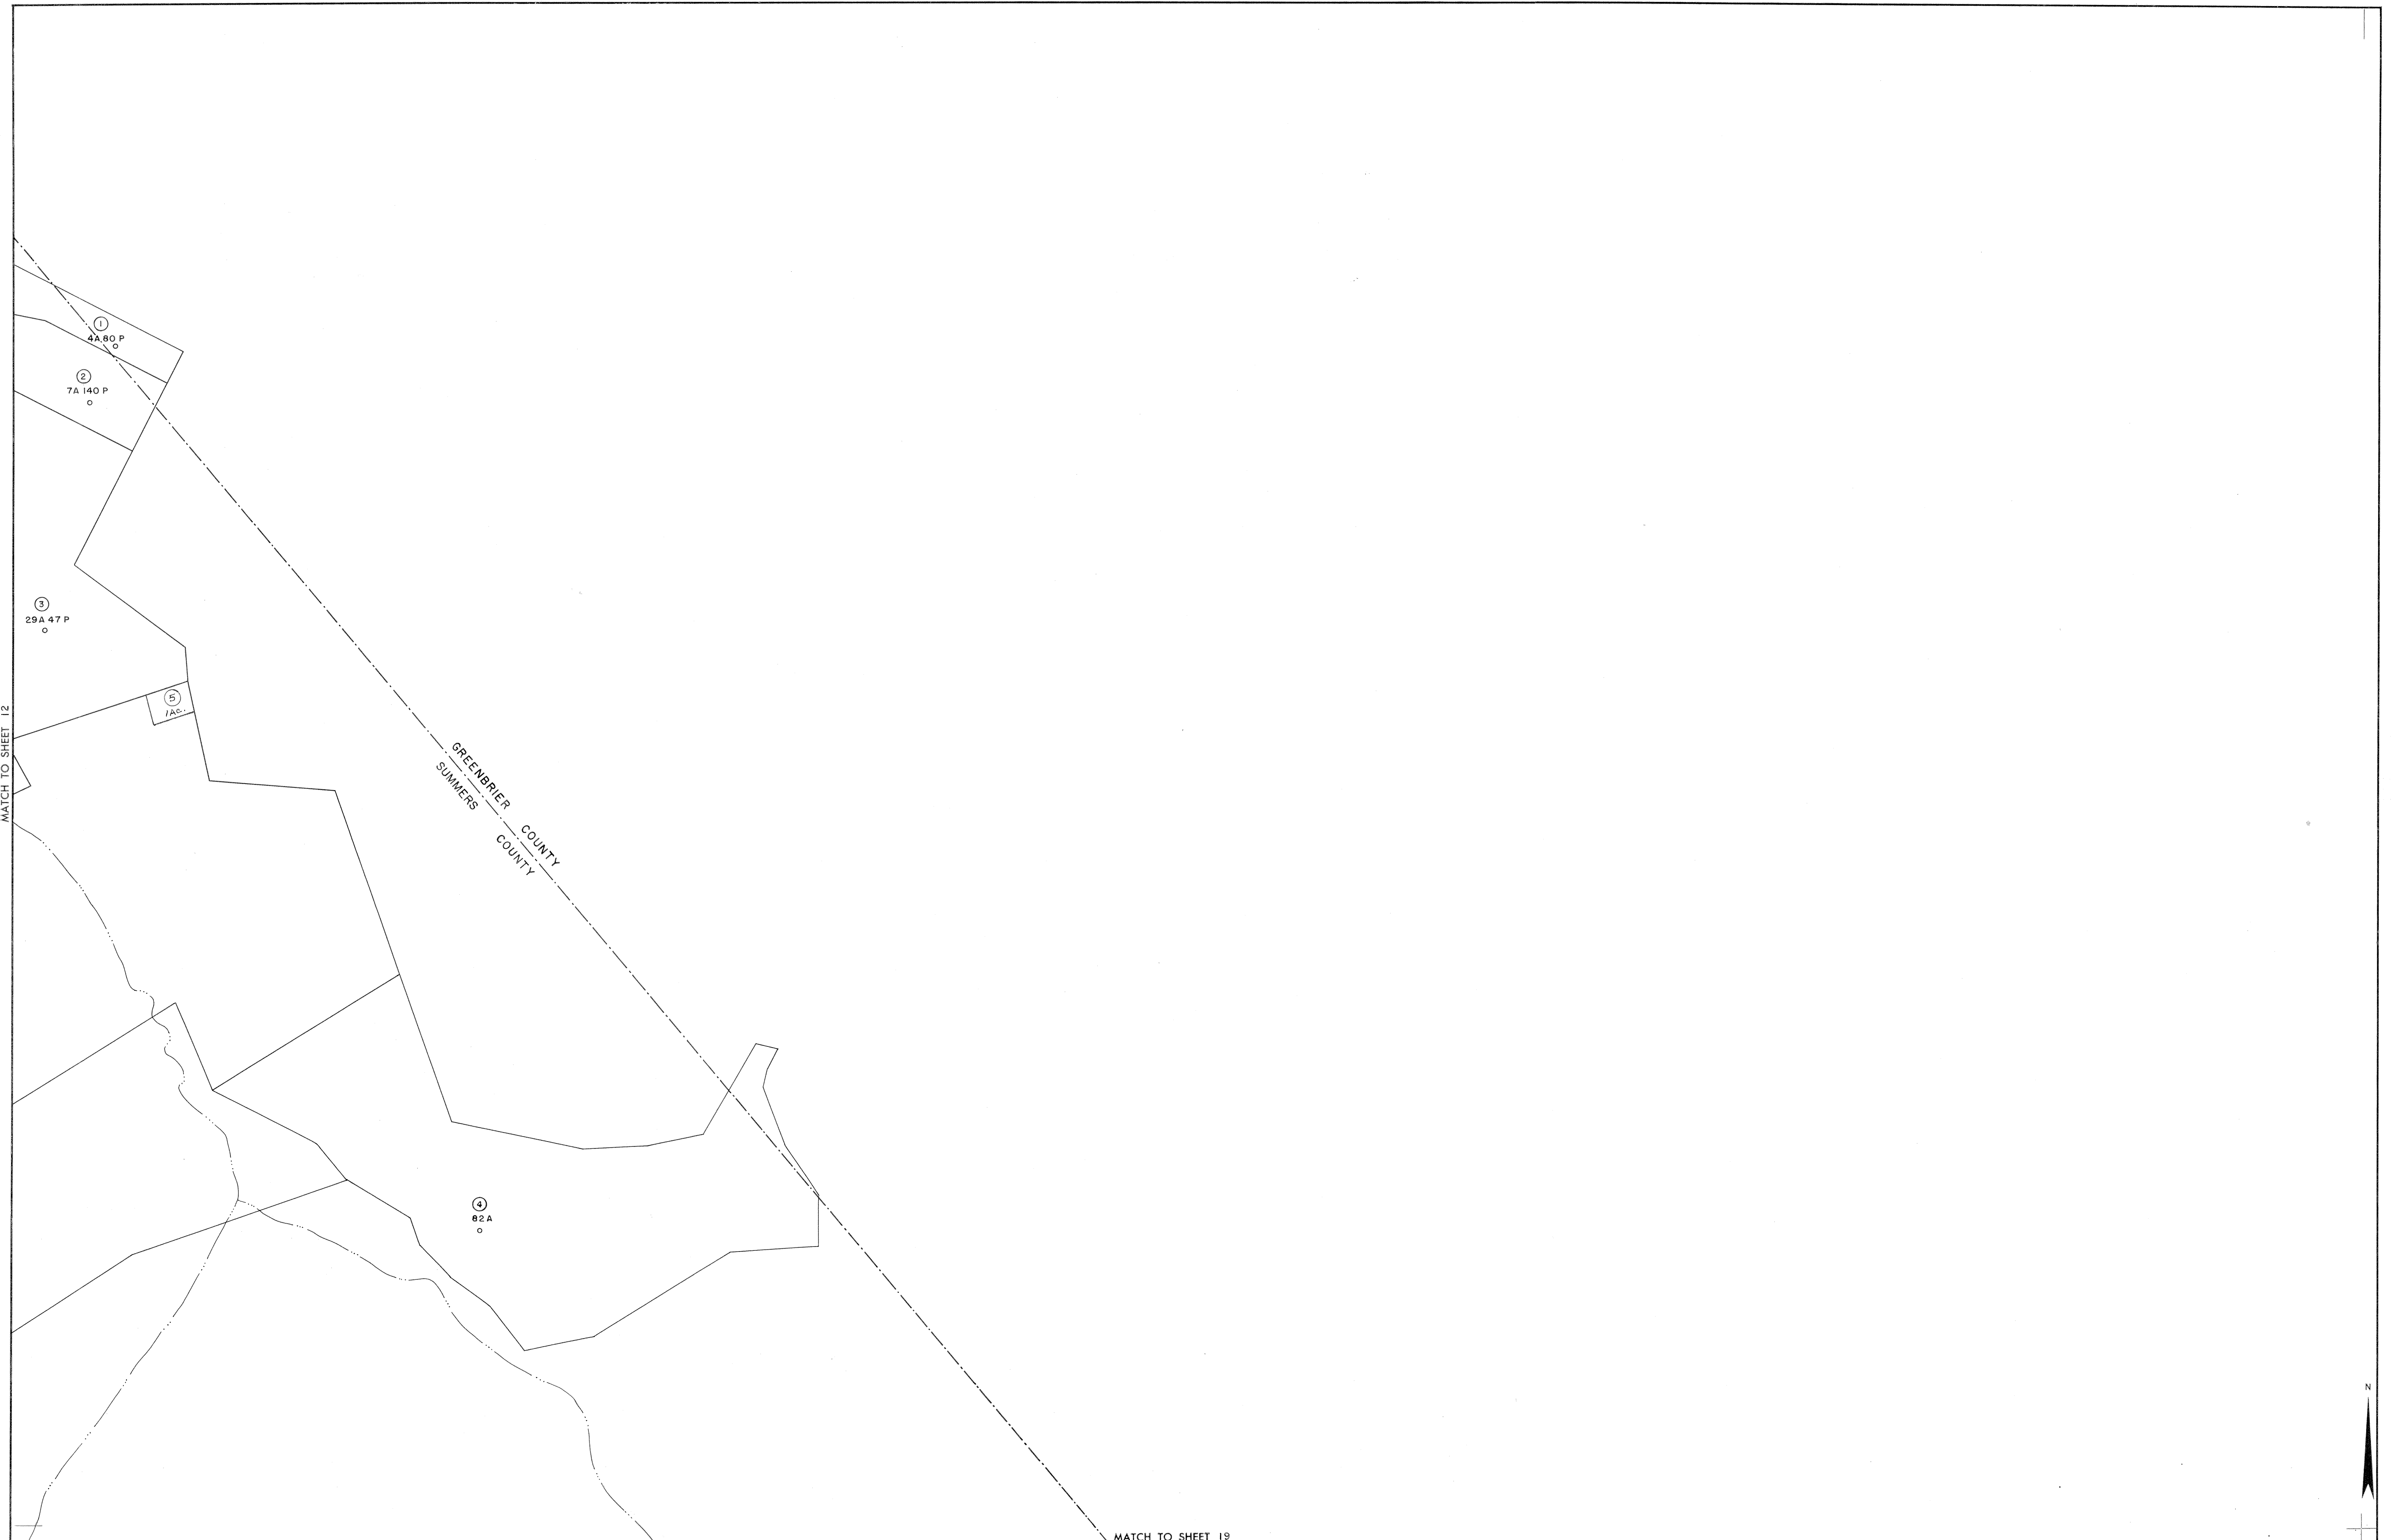 1
4A 80 P
2
7A 140 P
3
29A 47 P
5
1Ac.
MATCH TO SHEET 12
GREENBRIER COUNTY
SUMMERS COUNTY
4
82A
N
MATCH TO SHEET 19